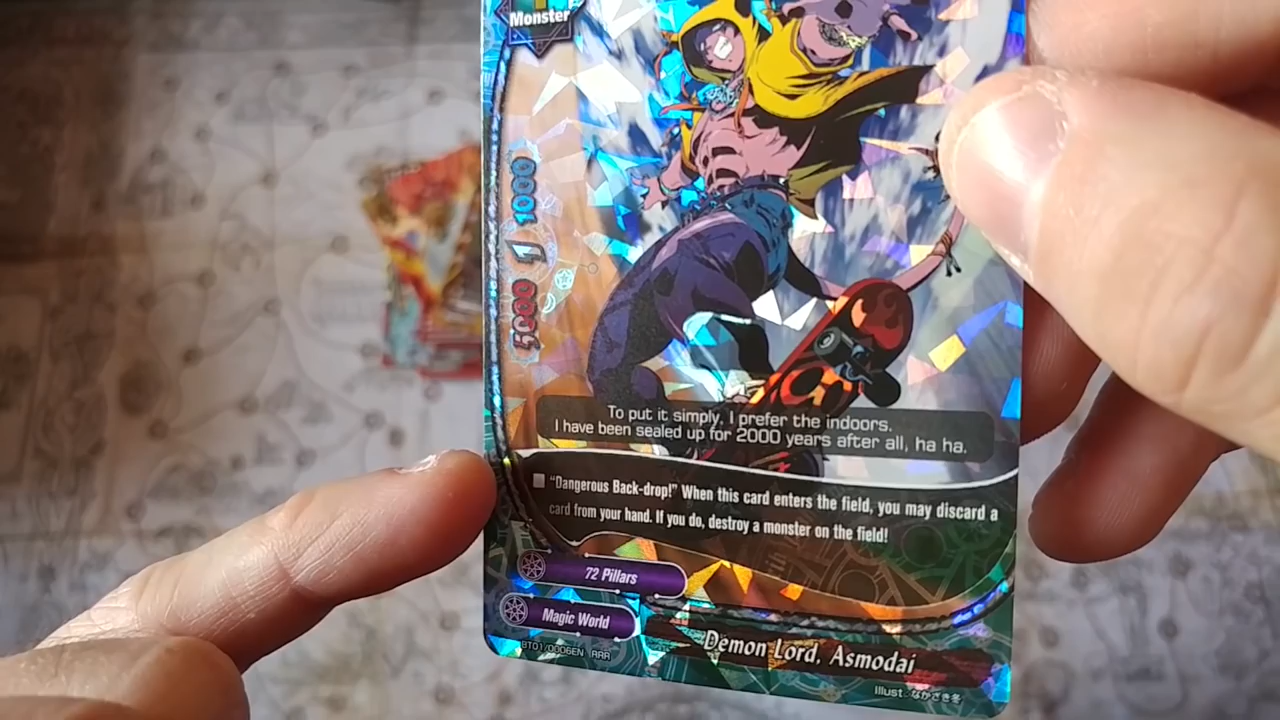 Monster
5000 1000
To put it simply, I prefer the indoors.
I have been sealed up for 2000 years after all, ha ha.
"Dangerous Back-drop!" When this card enters the field, you may discard a
card from your hand. If you do, destroy a monster on the field!
72 Pillars
Magic World
Demon Lord, Asmodai
BT01/0006EN RRR
Illust: なかざき冬